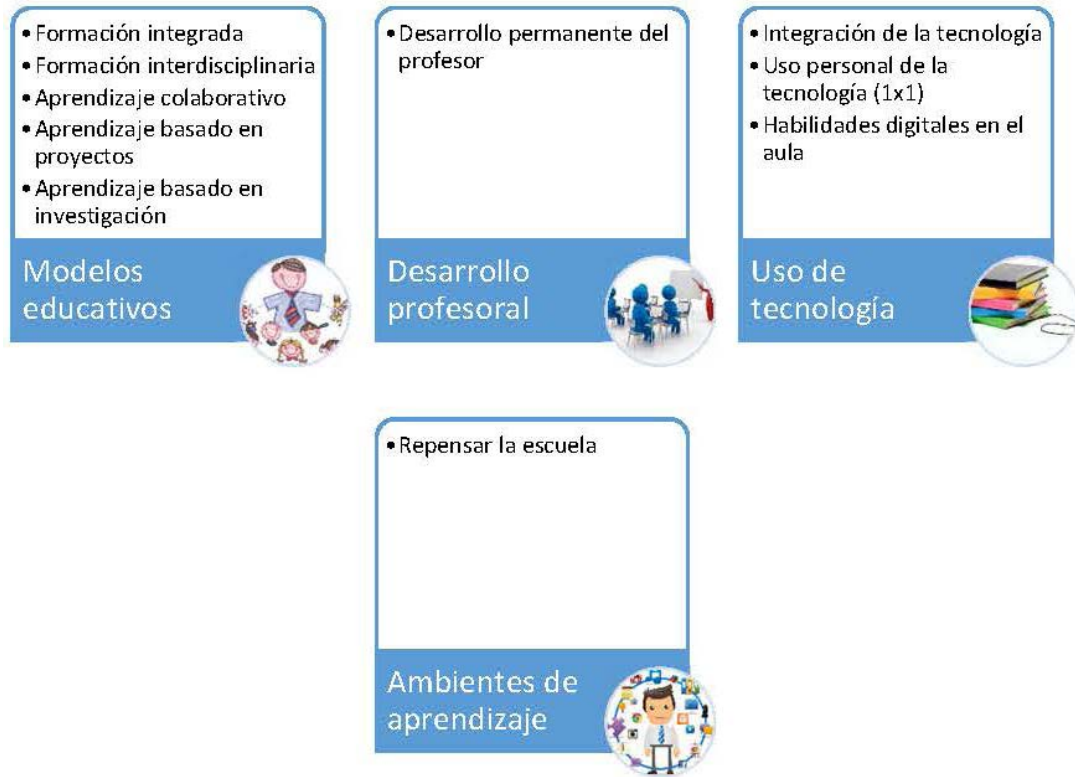 • Formación integrada
• Formación interdisciplinaria
• Aprendizaje colaborativo
• Aprendizaje basado en
proyectos
• Aprendizaje basado en
investigación
Modelos
educativos
• Desarrollo permanente del
profesor
Desarrollo
profesoral
• Integración de la tecnología
• Uso personal de la
tecnología (1x1)
• Habilidades digitales en el
aula
Uso de
tecnología
• Repensar la escuela
Ambientes de
aprendizaje